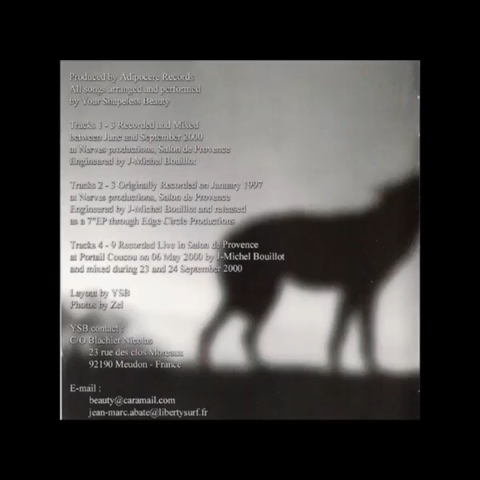 Produced by Adipocere Records
All songs arranged and performed
by Your Shapeless Beauty
Tracks 1 - 3 Recorded and Mixed
between June and September 2000
at Nerves productions, Salon de Provence
Engineered by J-Michel Bouillot
Tracks 2 - 3 Originally Recorded on January 1997
at Nerves productions, Salon de Provence
Engineered by J-Michel Bouillot and released
as a 7"EP through Edge Circle Productions
Tracks 4 - 9 Recorded Live in Salon de Provence
at Portail Coucou on 06 May 2000 by J-Michel Bouillot
and mixed during 23 and 24 September 2000
Layout by YSB
Photos by Zel
YSB contact :
C/O Blachier Nicolas
23 rue des clos Moreaux
92190 Meudon - France
E-mail :
beauty@caramail.com
jean-marc.abate@libertysurf.fr